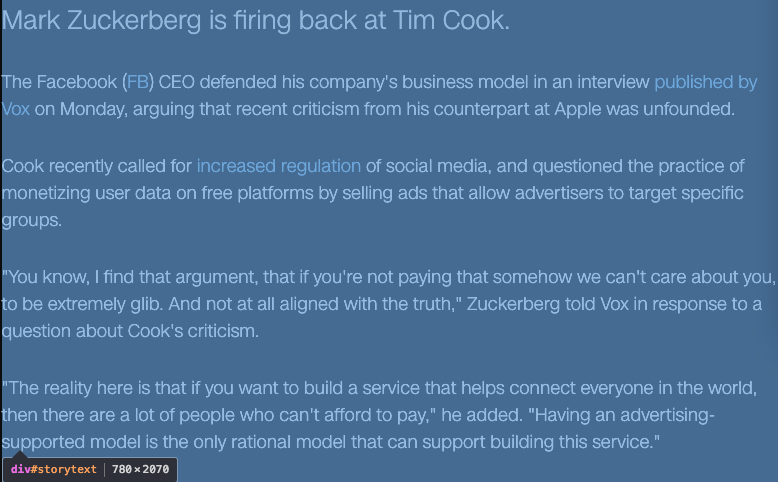 Mark Zuckerberg is firing back at Tim Cook.
The Facebook (FB) CEO defended his company's business model in an interview published by
Vox on Monday, arguing that recent criticism from his counterpart at Apple was unfounded.
Cook recently called for increased regulation of social media, and questioned the practice of
monetizing user data on free platforms by selling ads that allow advertisers to target specific
groups.
"You know, I find that argument, that if you're not paying that somehow we can't care about you,
to be extremely glib. And not at all aligned with the truth," Zuckerberg told Vox in response to a
question about Cook's criticism.
"The reality here is that if you want to build a service that helps connect everyone in the world,
then there are a lot of people who can't afford to pay," he added. "Having an advertising-
supported model is the only rational model that can support building this service."
div#storytext | 780×2070